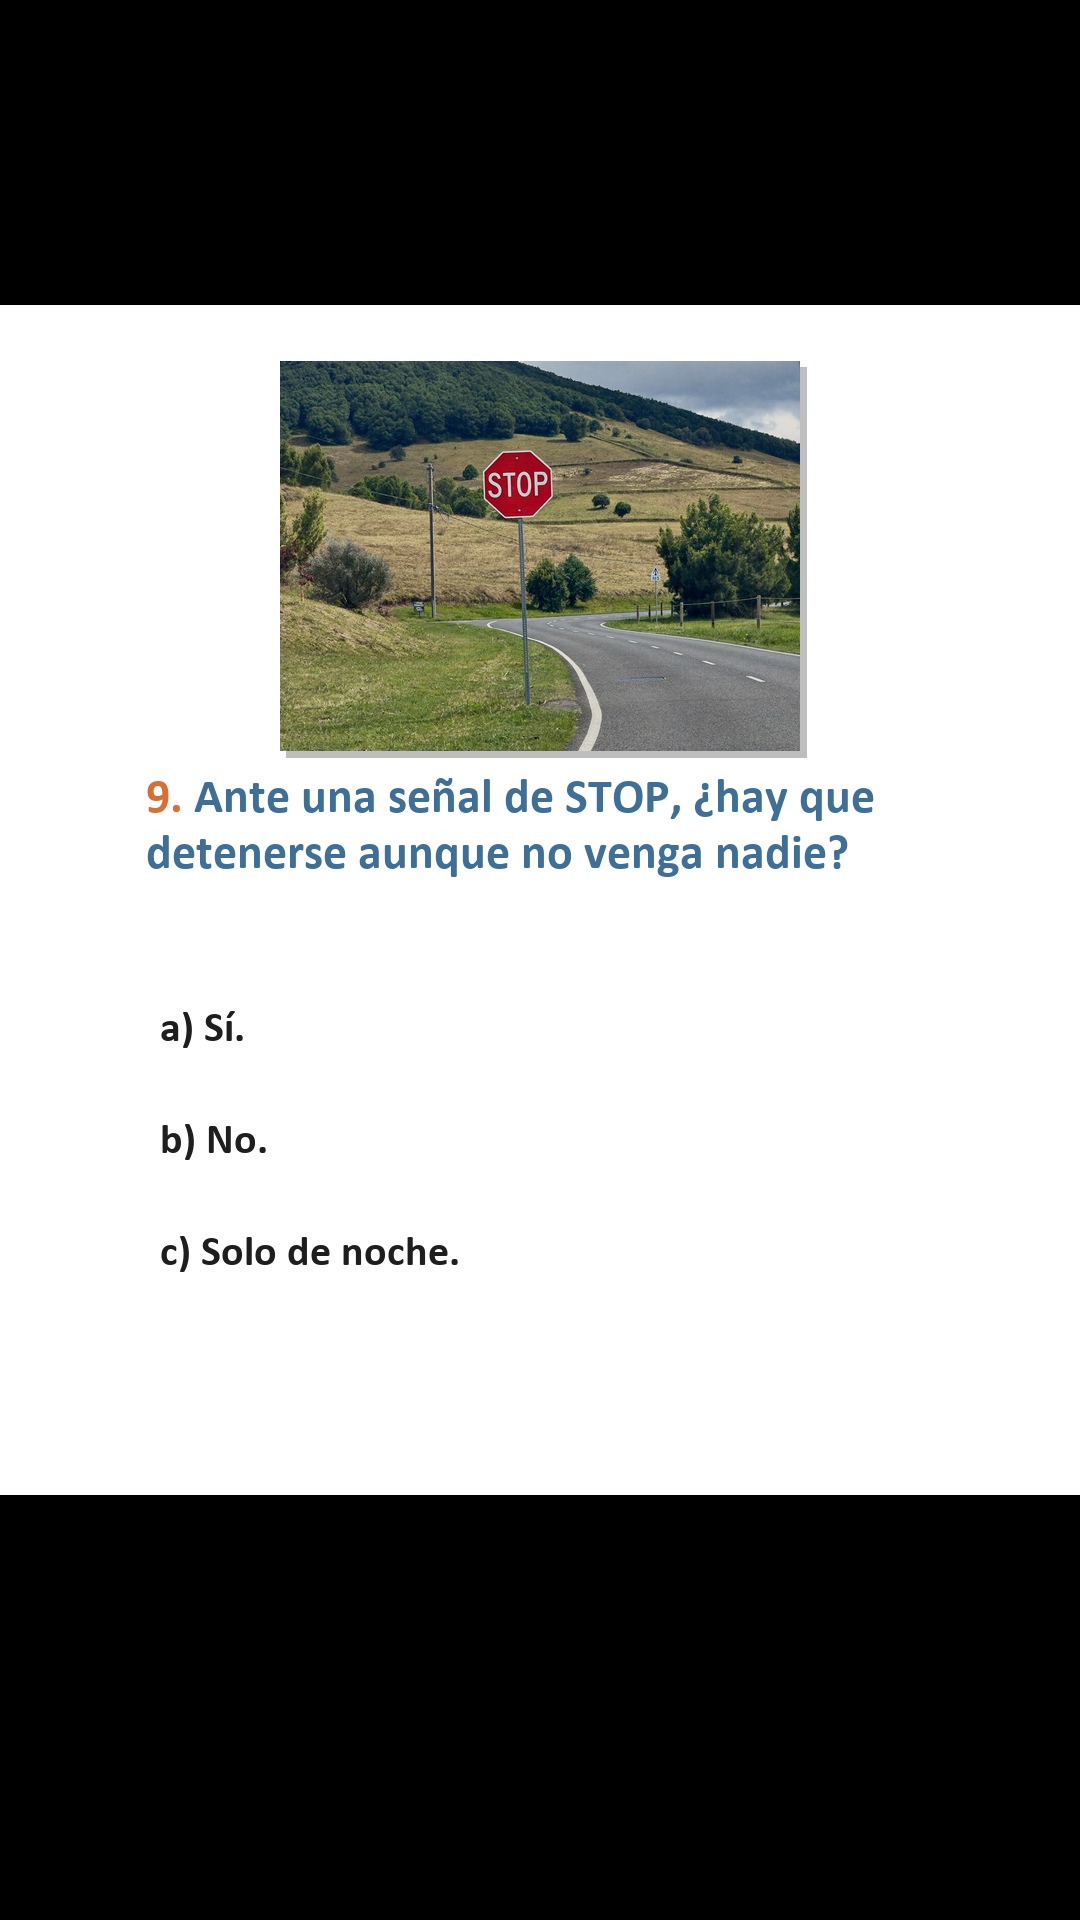 STOP
9. Ante una señal de STOP, ¿hay que
detenerse aunque no venga nadie?
a) Sí.
b) No.
c) Solo de noche.